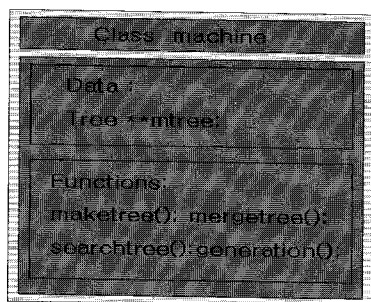 Class machine
Data :
Tree **mtree;
Functions:
maketree(); mergetree();
searchtree();generation();